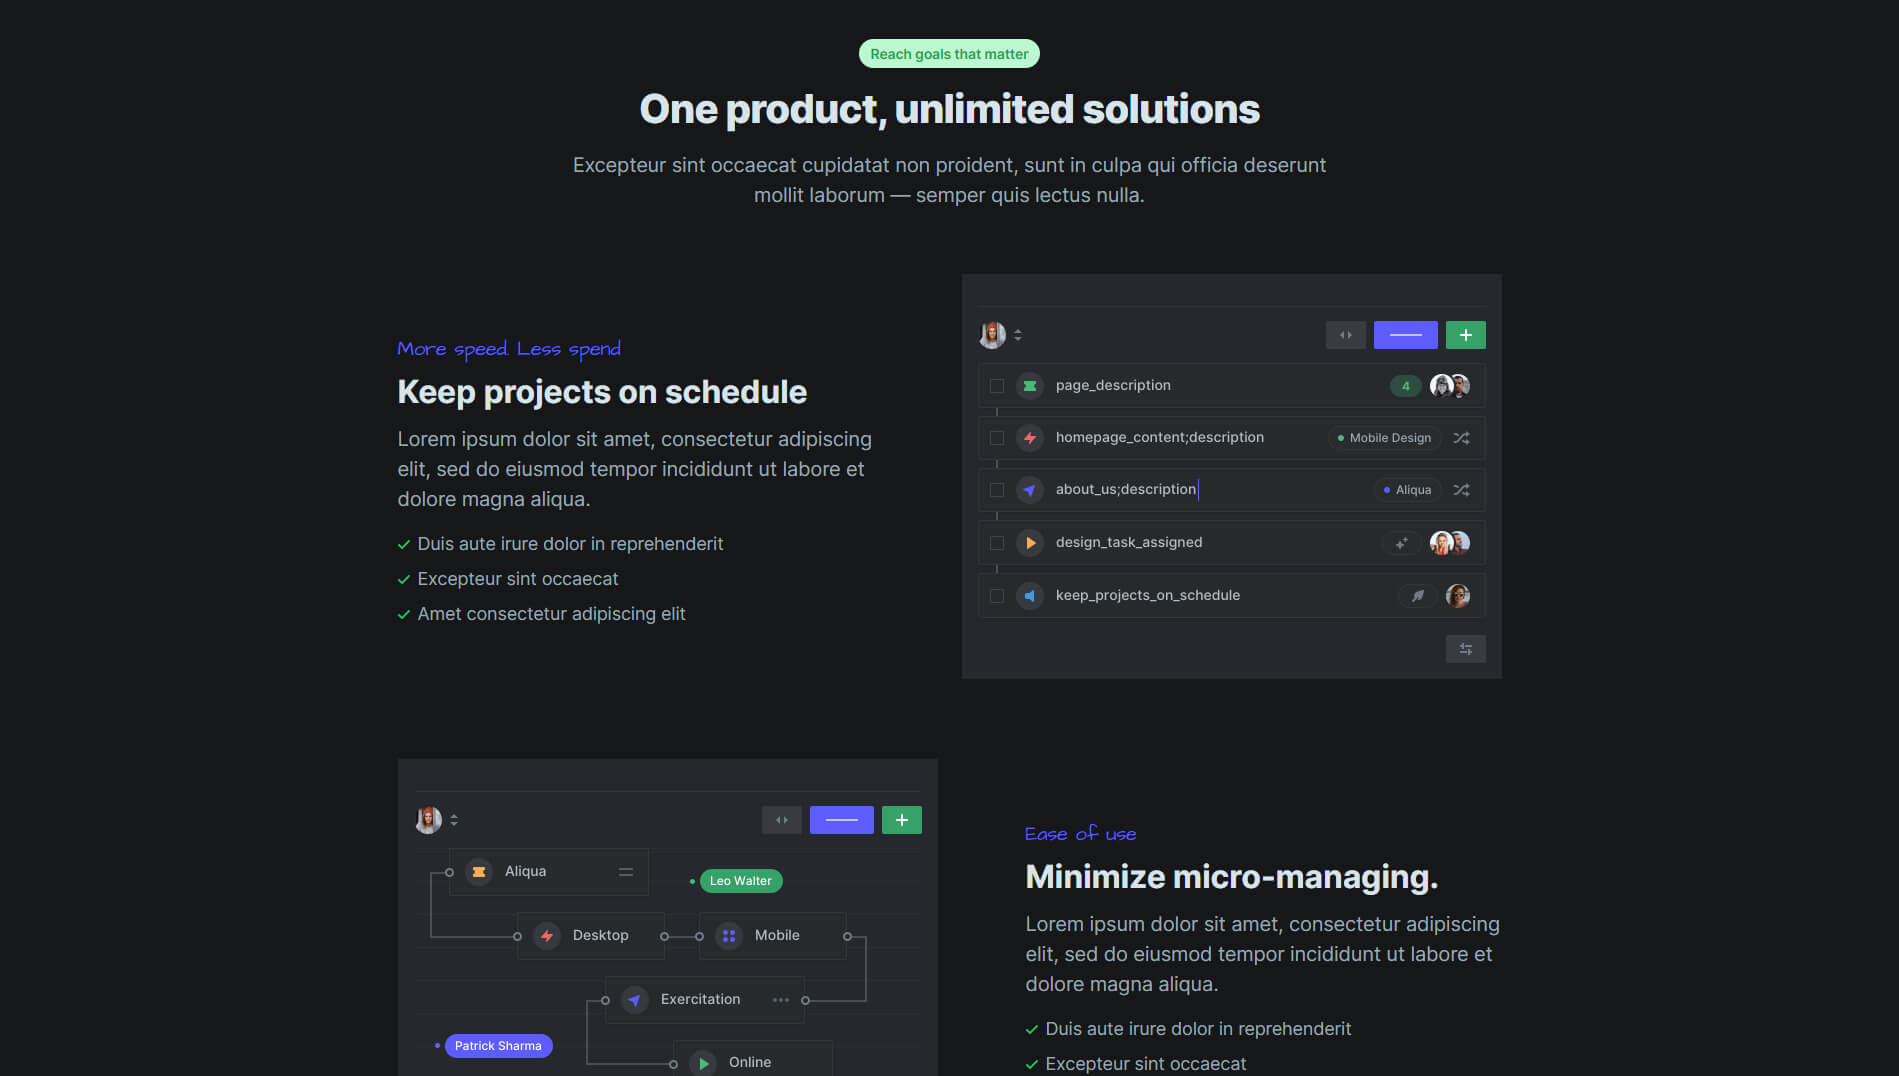 Reach goals that matter
One product, unlimited solutions
Excepteur sint occaecat cupidatat non proident, sunt in culpa qui officia deserunt
mollit laborum — semper quis lectus nulla.
More speed. Less spend
Keep projects on schedule
Lorem ipsum dolor sit amet, consectetur adipiscing
elit, sed do eiusmod tempor incididunt ut labore et
dolore magna aliqua.
Duis aute irure dolor in reprehenderit
Excepteur sint occaecat
Amet consectetur adipiscing elit
page_description
4
homepage_content;description
Mobile Design
about_us;description
Aliqua
design_task_assigned
keep_projects_on_schedule
Aliqua
Leo Walter
Desktop
Mobile
Exercitation
Patrick Sharma
Online
Ease of use
Minimize micro-managing.
Lorem ipsum dolor sit amet, consectetur adipiscing
elit, sed do eiusmod tempor incididunt ut labore et
dolore magna aliqua.
Duis aute irure dolor in reprehenderit
Excepteur sint occaecat